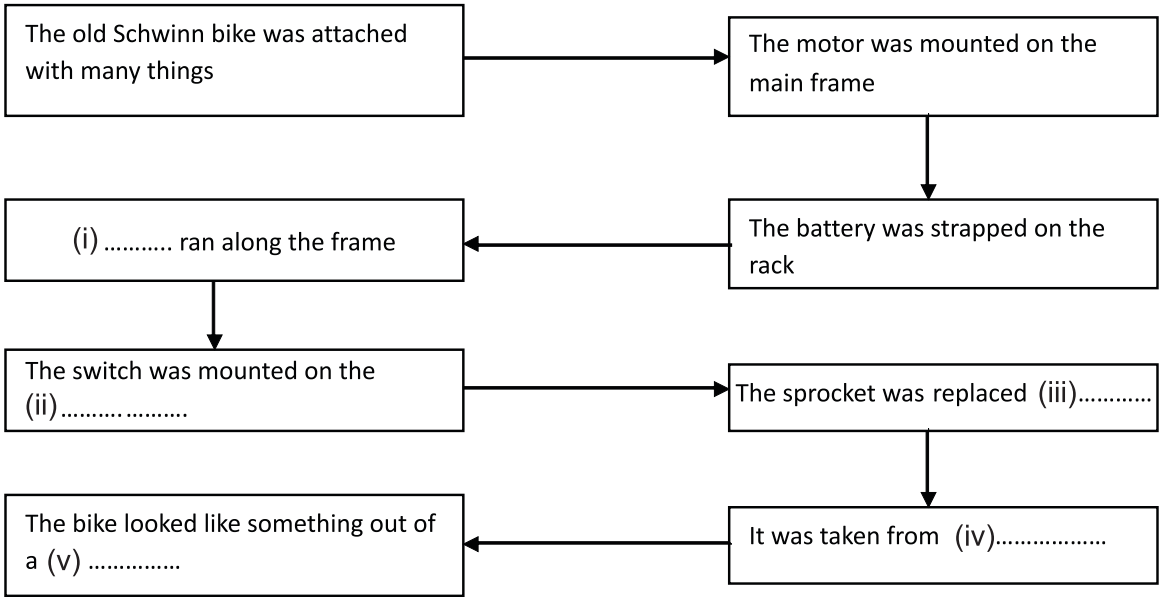 The old Schwinn bike was attached
with many things
The motor was mounted on the
main frame
The battery was strapped on the
rack
(i) ........... ran along the frame
The switch was mounted on the
(ii).......... ..........
The sprocket was replaced (iii)............
It was taken from (iv)..................
The bike looked like something out of
a (v) ...............